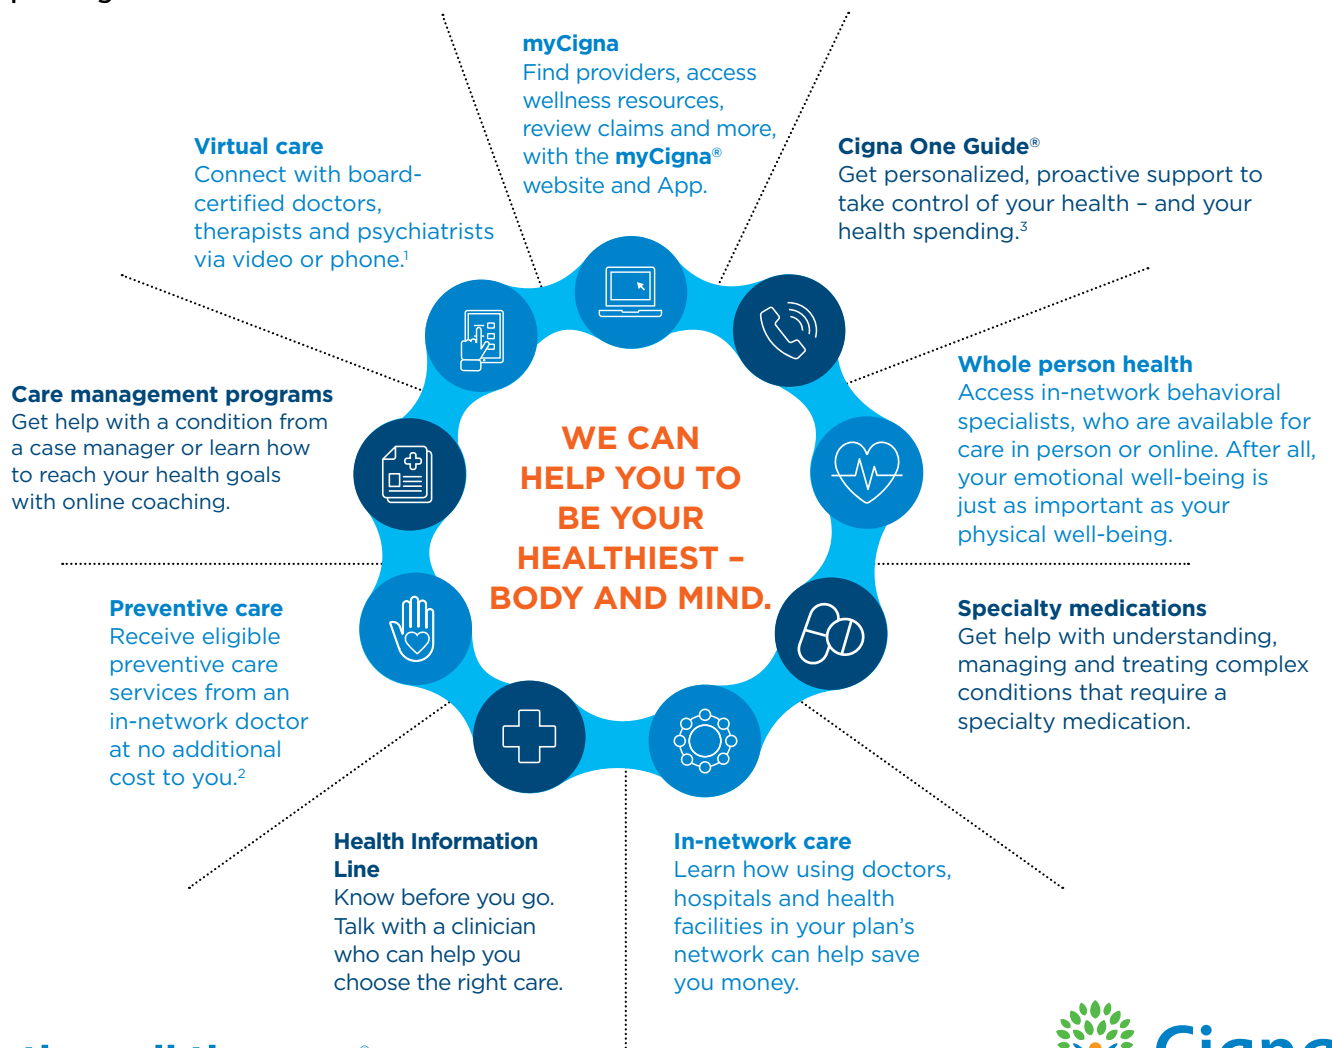 myCigna
Find providers, access
wellness resources,
review claims and more,
with the myCigna®
website and App.
Virtual care
Connect with board-
certified doctors,
therapists and psychiatrists
via video or phone.¹
Cigna One Guide®
Get personalized, proactive support to
take control of your health – and your
health spending.³
Care management programs
Get help with a condition from
a case manager or learn how
to reach your health goals
with online coaching.
Whole person health
Access in-network behavioral
specialists, who are available for
care in person or online. After all,
your emotional well-being is
just as important as your
physical well-being.
WE CAN
HELP YOU TO
BE YOUR
HEALTHIEST –
BODY AND MIND.
Preventive care
Receive eligible
preventive care
services from an
in-network doctor
at no additional
cost to you.²
Specialty medications
Get help with understanding,
managing and treating complex
conditions that require a
specialty medication.
Health Information
Line
Know before you go.
Talk with a clinician
who can help you
choose the right care.
In-network care
Learn how using doctors,
hospitals and health
facilities in your plan's
network can help save
you money.
Cigna